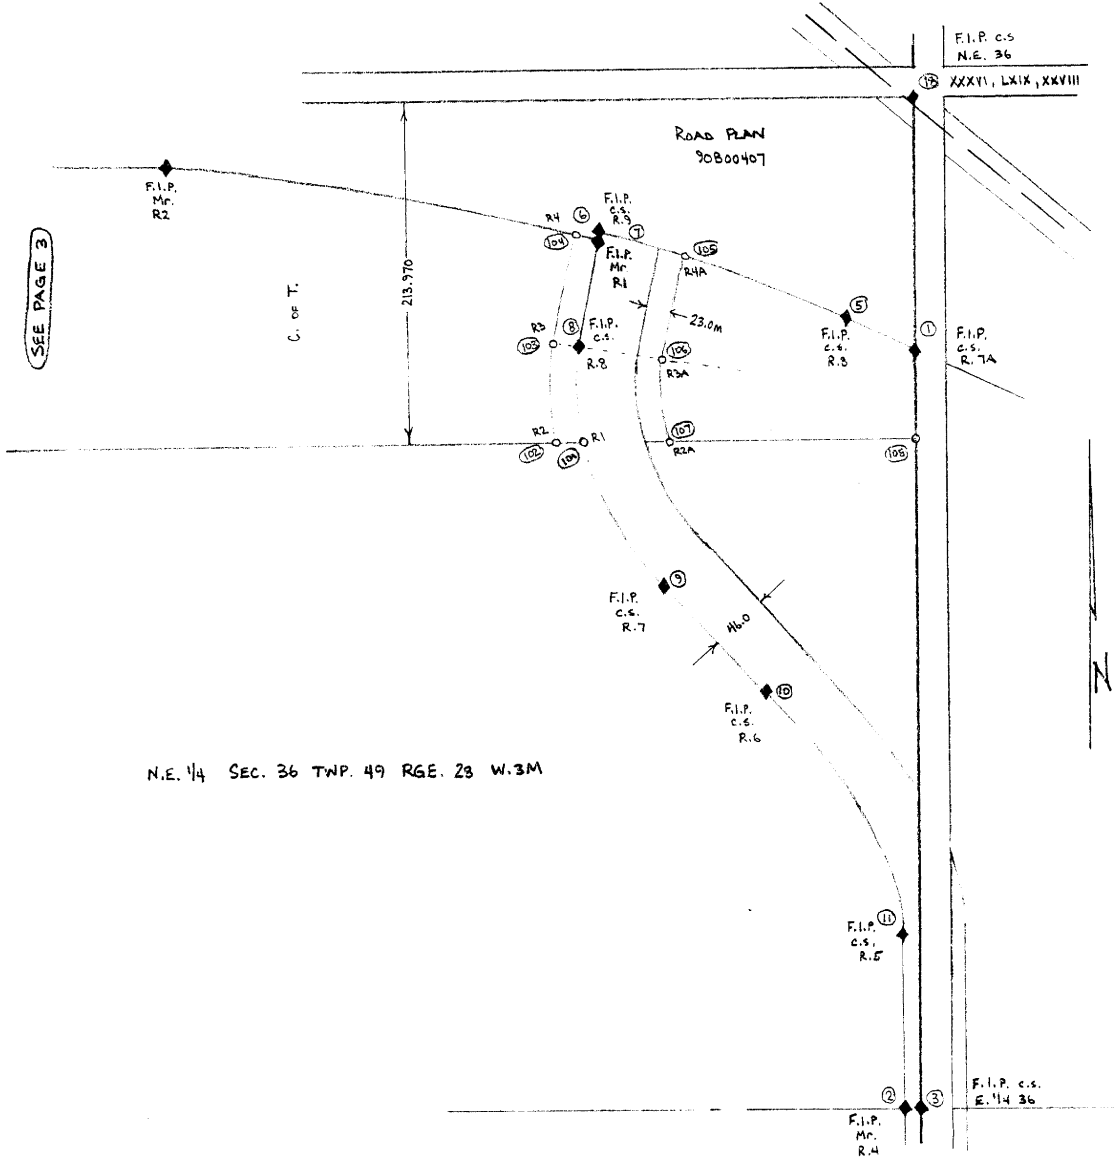 F.I.P. C.S
N.E. 36
18
XXXVI, LXIX, XXVIII
ROAD PLAN
90B00407
F.I.P.
Mr.
R2
SEE PAGE 3
C. OF T.
213.970
R4
6
F.I.P.
C.S.
R.9
7
104
F.I.P.
Mr.
R1
105
R4A
23.0m
5
F.I.P.
C.S.
R.8
1
F.I.P.
C.S.
R.7A
R3
103
8
F.I.P.
C.S.
R.8
106
R3A
R2
102
R1
101
107
R2A
108
9
F.I.P.
C.S.
R.7
46.0
10
F.I.P.
C.S.
R.6
N
N.E. 1/4 SEC. 36 TWP. 49 RGE. 28 W.3M
11
F.I.P.
C.S.
R.5
2
3
F.I.P. C.S.
E. 1/4 36
F.I.P.
Mr.
R.4